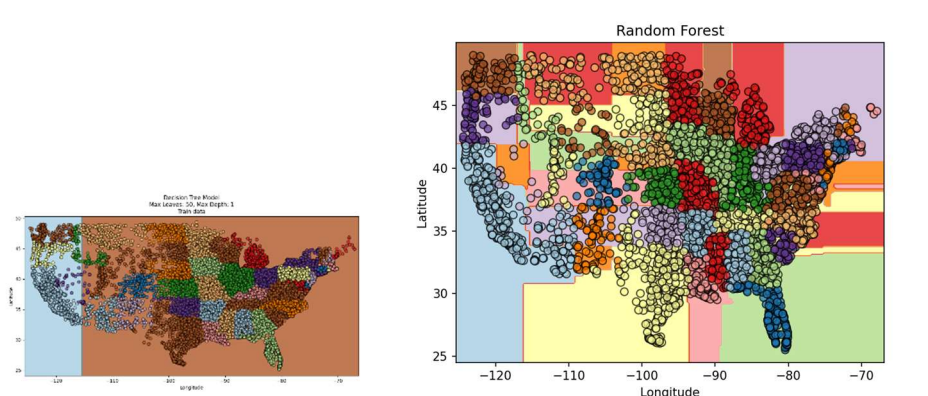 Decision Tree Model
Max Leaves: 50, Max Depth: 1
Train data
Latitude
-120 -110 -100 -90 -80 -70
Longitude
Random Forest
45
40
35
30
25
Latitude
−120 −110 −100 −90 −80 −70
Longitude